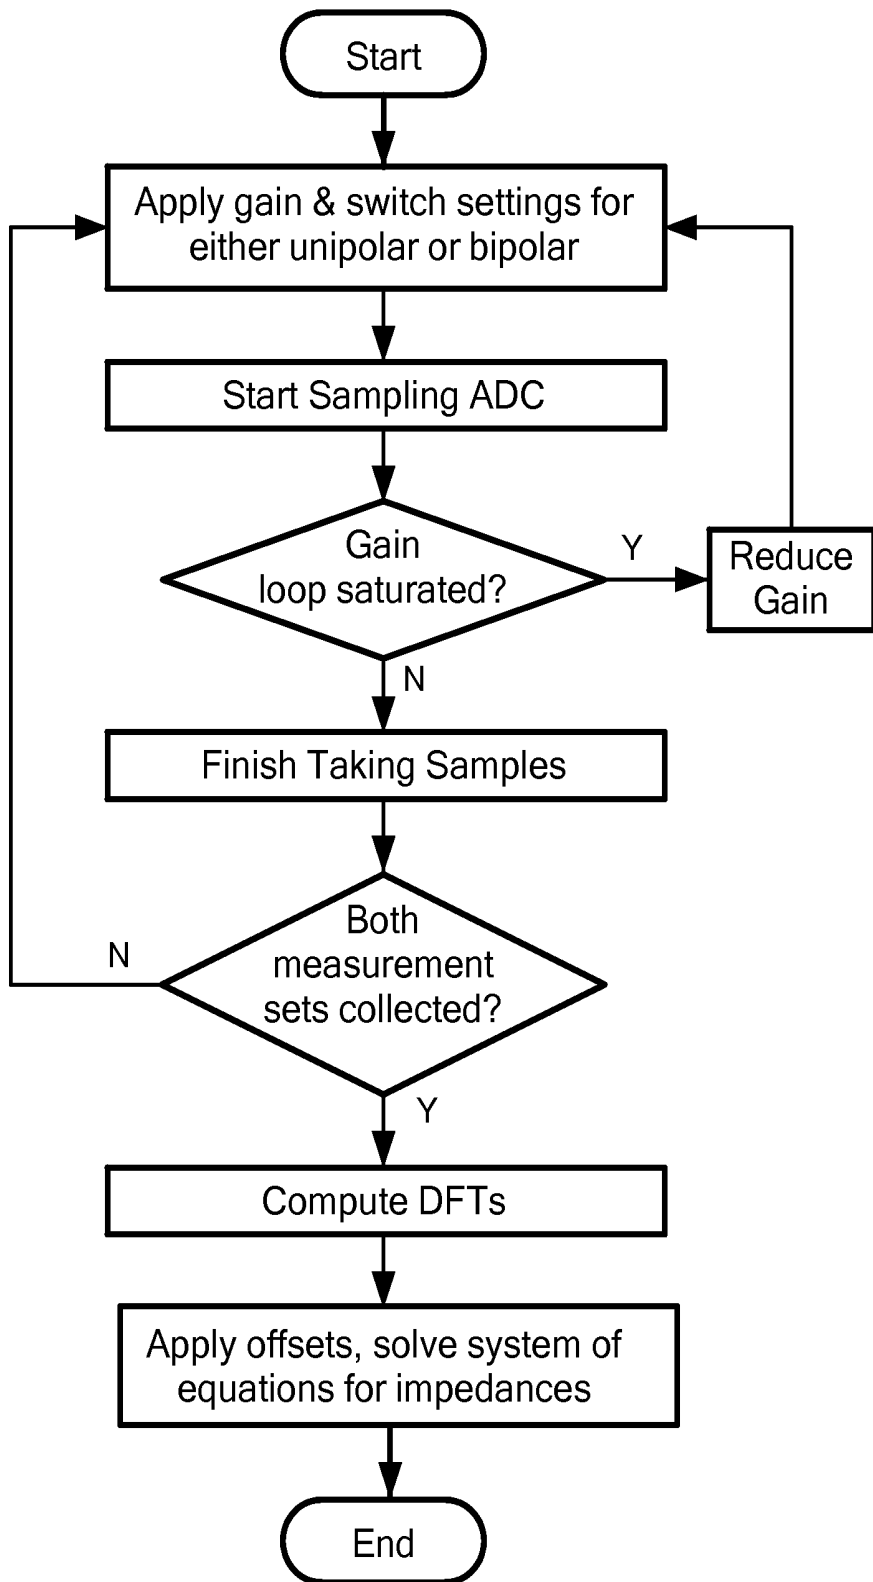 Start
Apply gain & switch settings for
either unipolar or bipolar
Start Sampling ADC
Gain
loop saturated?
Y
Reduce
Gain
N
Finish Taking Samples
Both
measurement
sets collected?
N
Y
Compute DFTs
Apply offsets, solve system of
equations for impedances
End